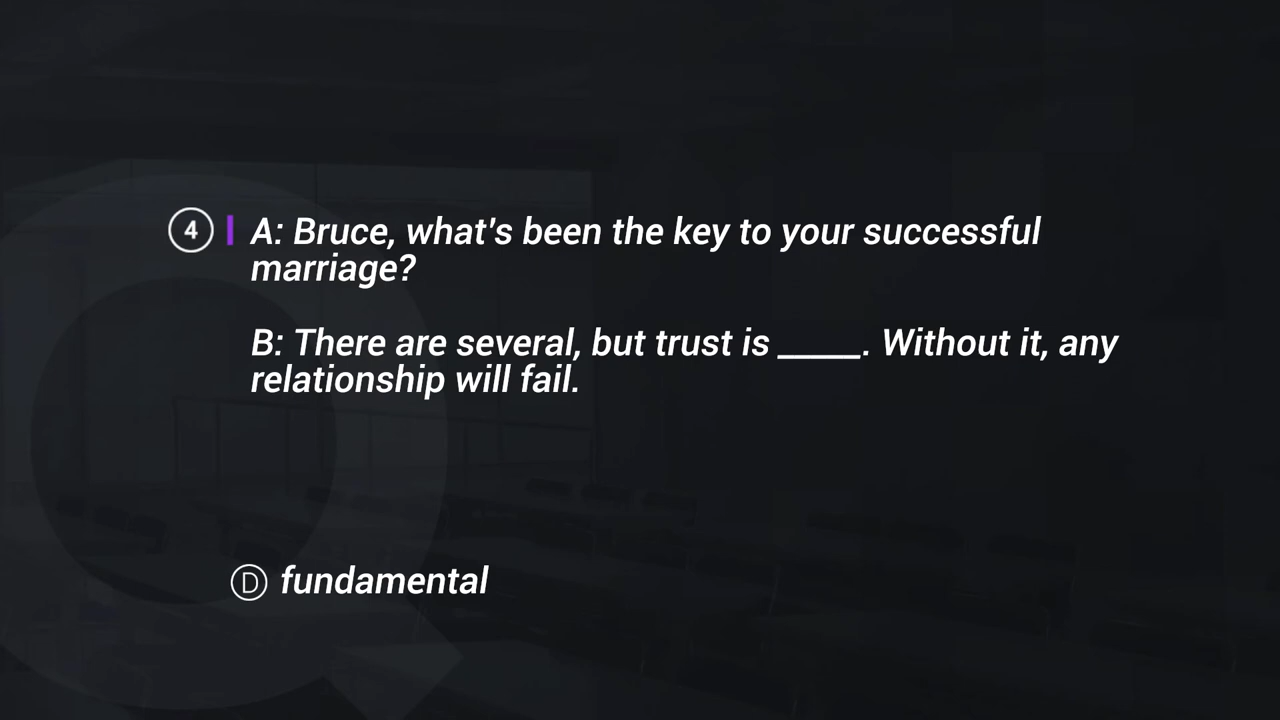 4 A: Bruce, what's been the key to your successful
marriage?
B: There are several, but trust is _____. Without it, any
relationship will fail.
D fundamental